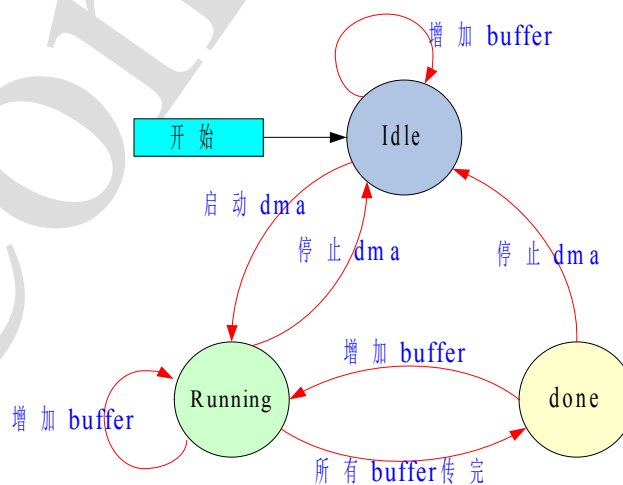 增加 buffer
开始
Idle
启动 dma
停止 dma
停止 dma
增加 buffer
Running
done
增加 buffer
所有 buffer传完